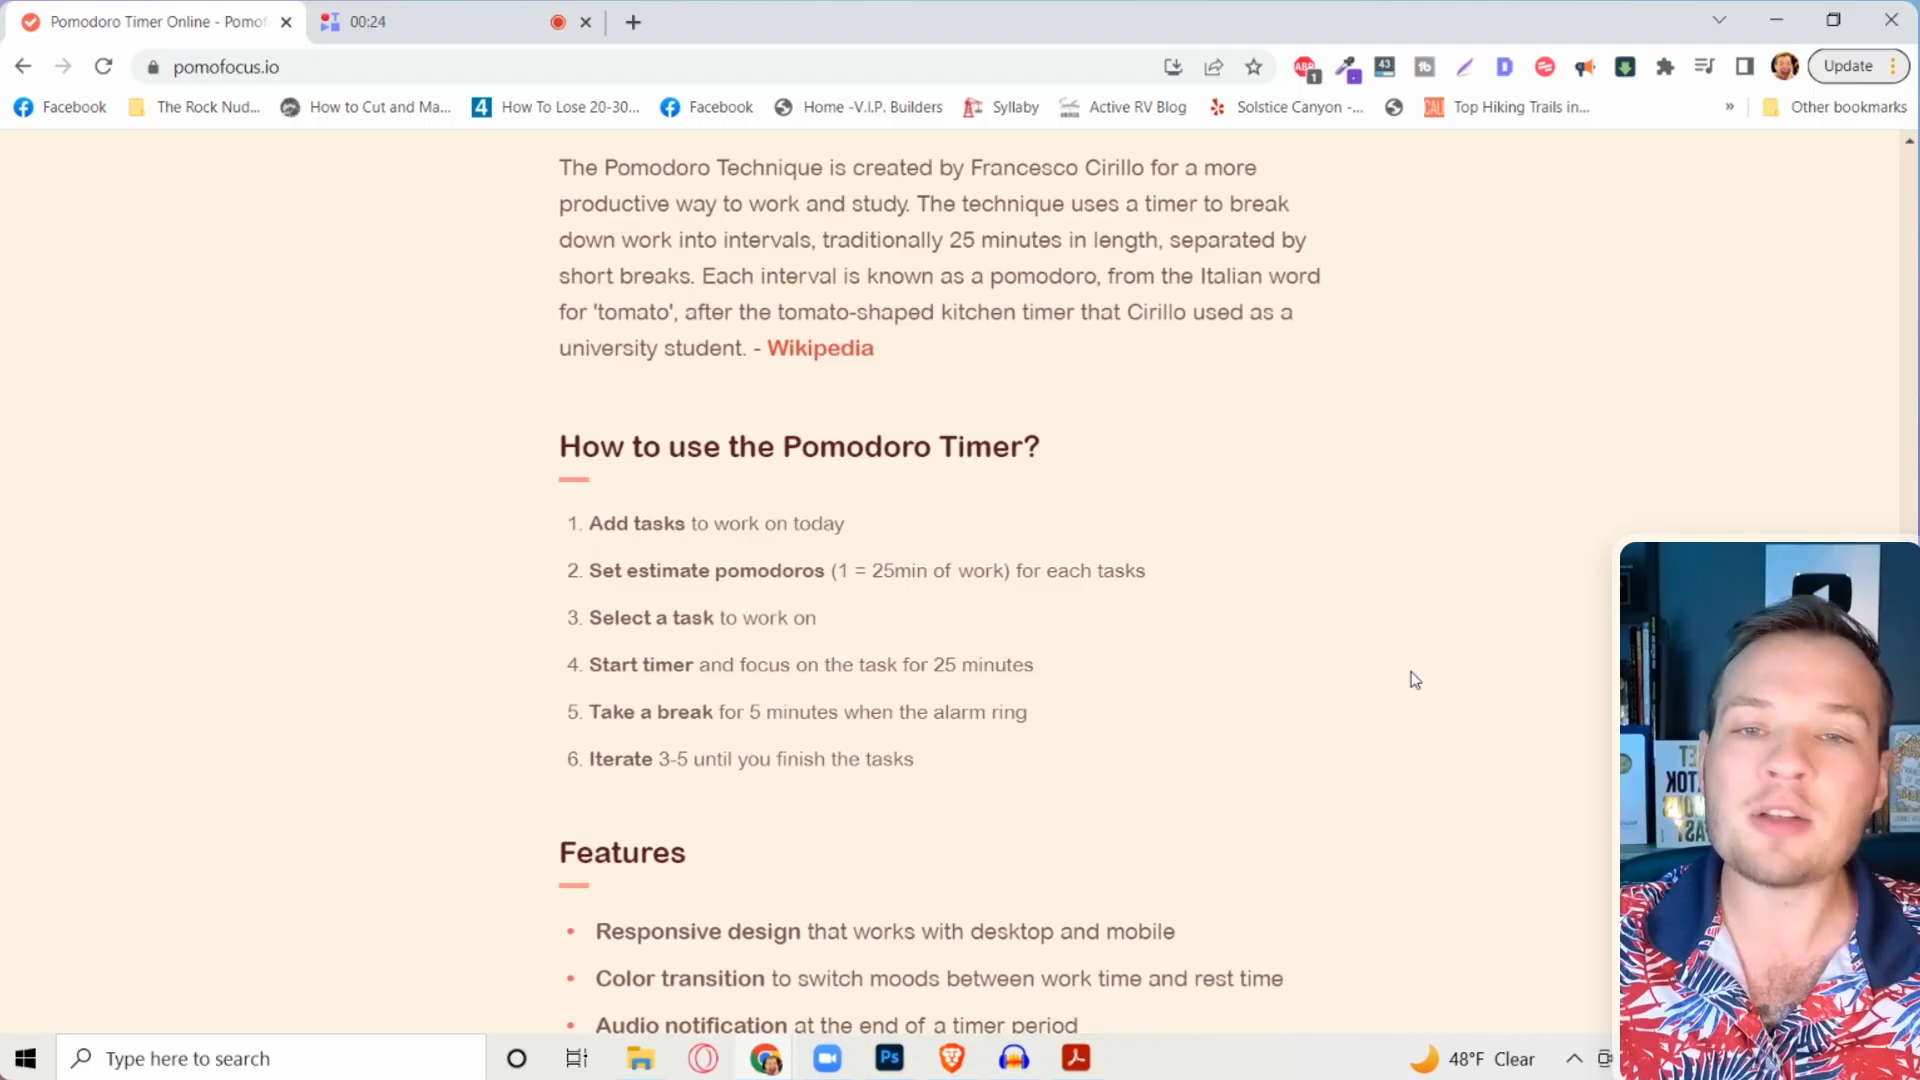 Pomodoro Timer Online - Pomof
00:24
pomofocus.io
ABP
1
43
Update
Facebook
The Rock Nud...
How to Cut and Ma...
4
How To Lose 20-30...
Facebook
Home -V.I.P. Builders
Syllaby
Active RV Blog
Solstice Canyon -...
CALI
Top Hiking Trails in...
»
Other bookmarks
The Pomodoro Technique is created by Francesco Cirillo for a more
productive way to work and study. The technique uses a timer to break
down work into intervals, traditionally 25 minutes in length, separated by
short breaks. Each interval is known as a pomodoro, from the Italian word
for 'tomato', after the tomato-shaped kitchen timer that Cirillo used as a
university student. - Wikipedia
How to use the Pomodoro Timer?
1. Add tasks to work on today
2. Set estimate pomodoros (1 = 25min of work) for each tasks
3. Select a task to work on
4. Start timer and focus on the task for 25 minutes
5. Take a break for 5 minutes when the alarm ring
6. Iterate 3-5 until you finish the tasks
Features
• Responsive design that works with desktop and mobile
• Color transition to switch moods between work time and rest time
• Audio notification at the end of a timer period
Type here to search
Ps
48°F Clear